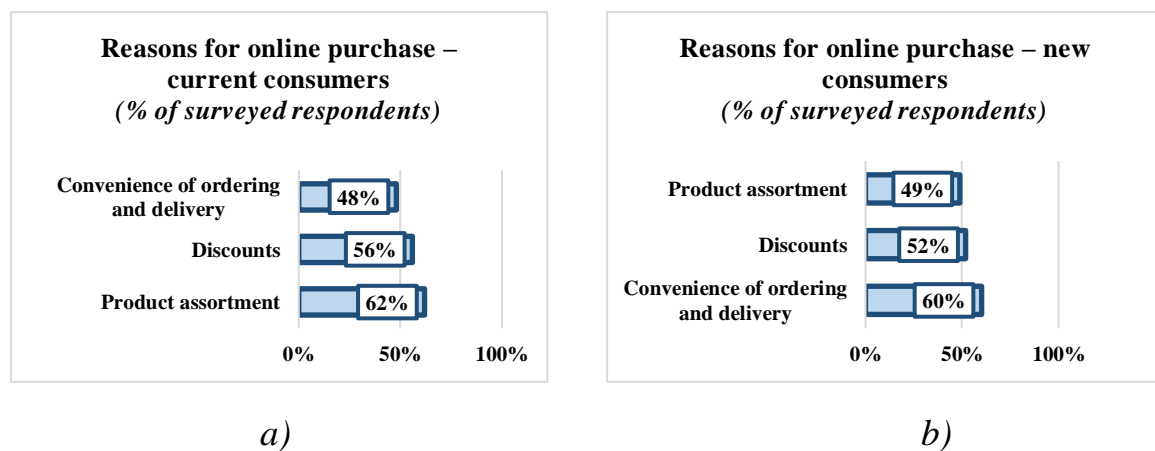 Reasons for online purchase –
current consumers
(% of surveyed respondents)
Convenience of ordering
and delivery
48%
Discounts
56%
Product assortment
62%
0%
50%
100%
a)
Reasons for online purchase – new
consumers
(% of surveyed respondents)
Product assortment
49%
Discounts
52%
Convenience of ordering
and delivery
60%
0%
50%
100%
b)